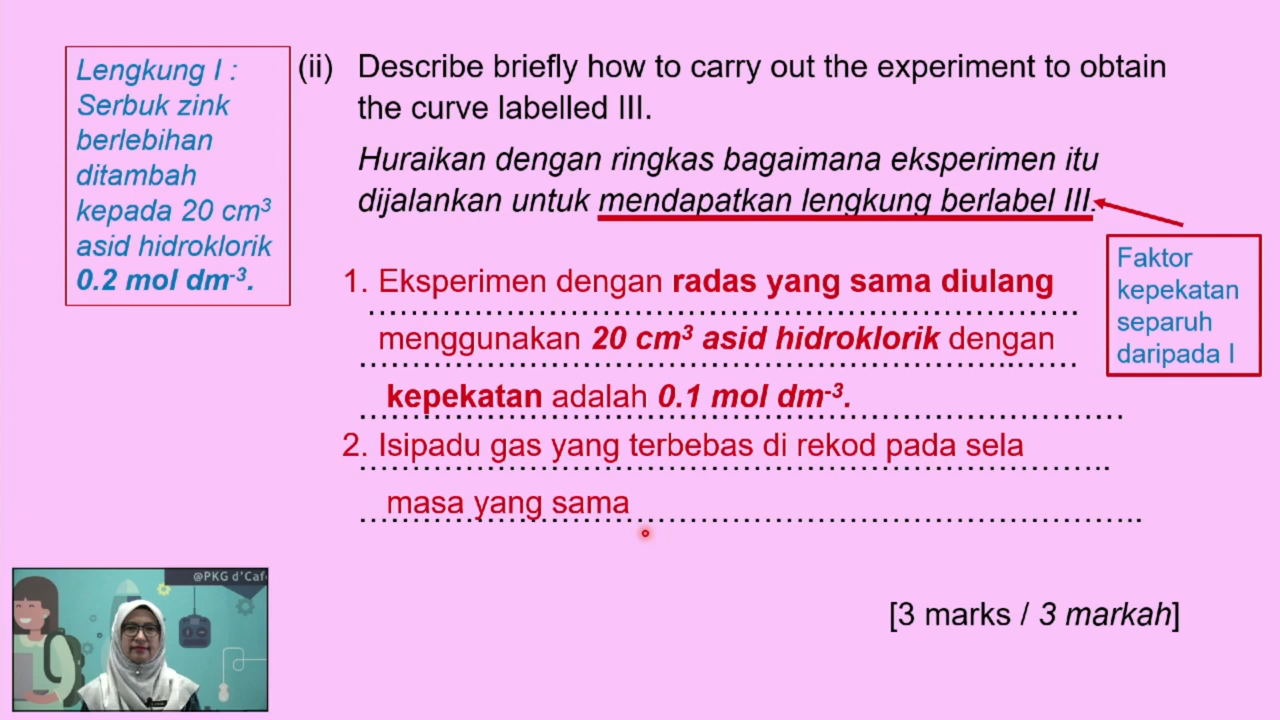 Lengkung I :
Serbuk zink
berlebihan
ditambah
kepada 20 cm³
asid hidroklorik
0.2 mol dm⁻³.
(ii) Describe briefly how to carry out the experiment to obtain
the curve labelled III.
Huraikan dengan ringkas bagaimana eksperimen itu
dijalankan untuk mendapatkan lengkung berlabel III.
Faktor
kepekatan
separuh
daripada I
1. Eksperimen dengan radas yang sama diulang
menggunakan 20 cm³ asid hidroklorik dengan
kepekatan adalah 0.1 mol dm⁻³.
2. Isipadu gas yang terbebas di rekod pada sela
masa yang sama
[3 marks / 3 markah]
@PKG d'Caf